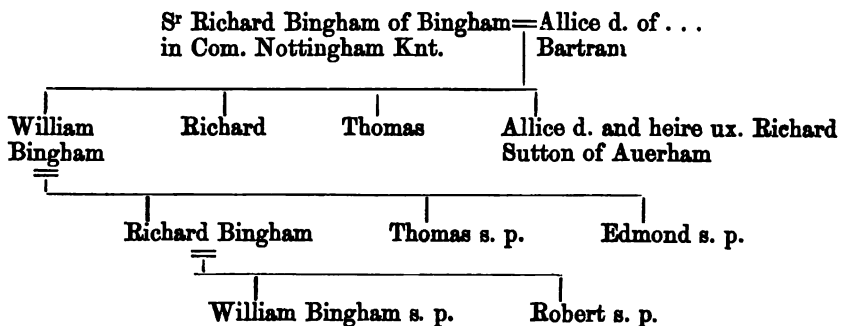 Sr Richard Bingham of Bingham=Allice d. of . . .
in Com. Nottingham Knt. Bartram
William Richard Thomas Allice d. and heire ux. Richard
Bingham Sutton of Auerham
Richard Bingham Thomas s. p. Edmond s. p.
William Bingham s. p. Robert s. p.